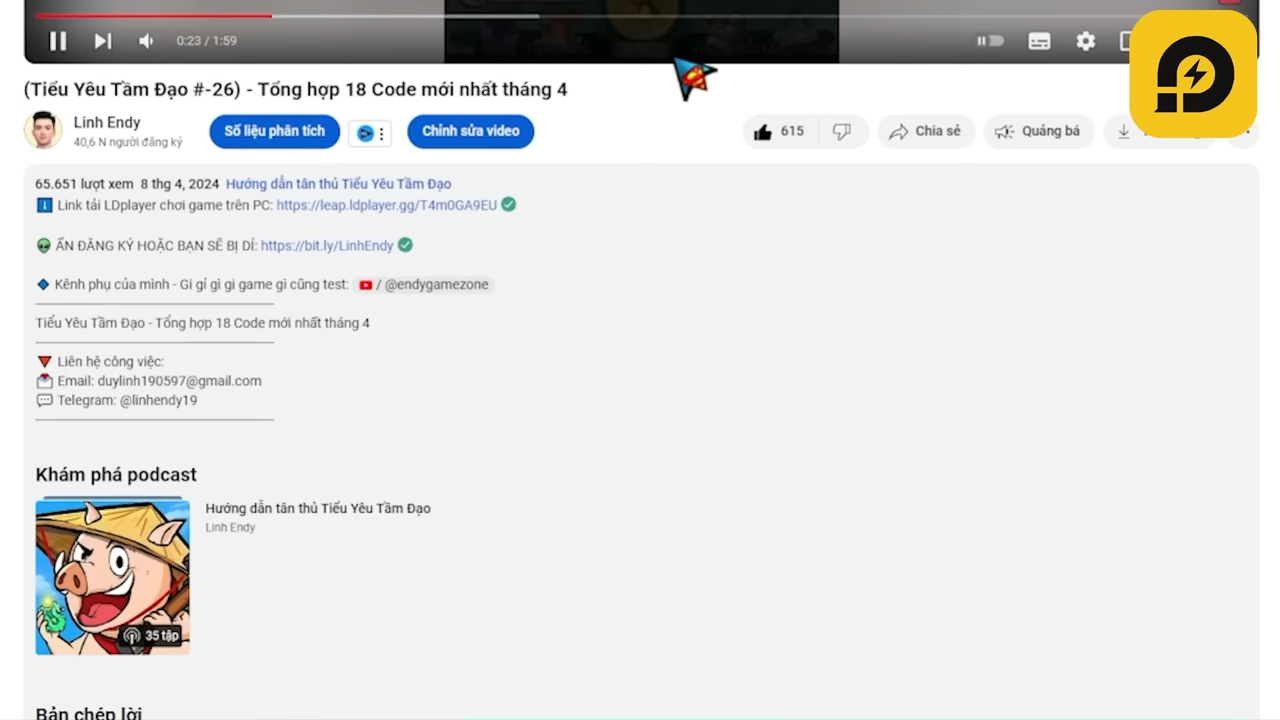 0:23 / 1:59
(Tiểu Yêu Tầm Đạo #-26) - Tổng hợp 18 Code mới nhất tháng 4
Linh Endy
40,6 N người đăng ký
Số liệu phân tích
Chỉnh sửa video
615
Chia sẻ
Quảng bá
65.651 lượt xem 8 thg 4, 2024 Hướng dẫn tân thủ Tiểu Yêu Tầm Đạo
Link tải LDplayer chơi game trên PC: https://leap.ldplayer.gg/T4m0GA9EU
ẤN ĐĂNG KÝ HOẶC BẠN SẼ BỊ DÍ: https://bit.ly/LinhEndy
Kênh phụ của mình - Gi gỉ gì gi game gì cũng test: / @endygamezone
Tiểu Yêu Tầm Đạo - Tổng hợp 18 Code mới nhất tháng 4
Liên hệ công việc:
Email: duylinh190597@gmail.com
Telegram: @linhendy19
Khám phá podcast
Hướng dẫn tân thủ Tiểu Yêu Tầm Đạo
Linh Endy
35 tập
Bản chép lời